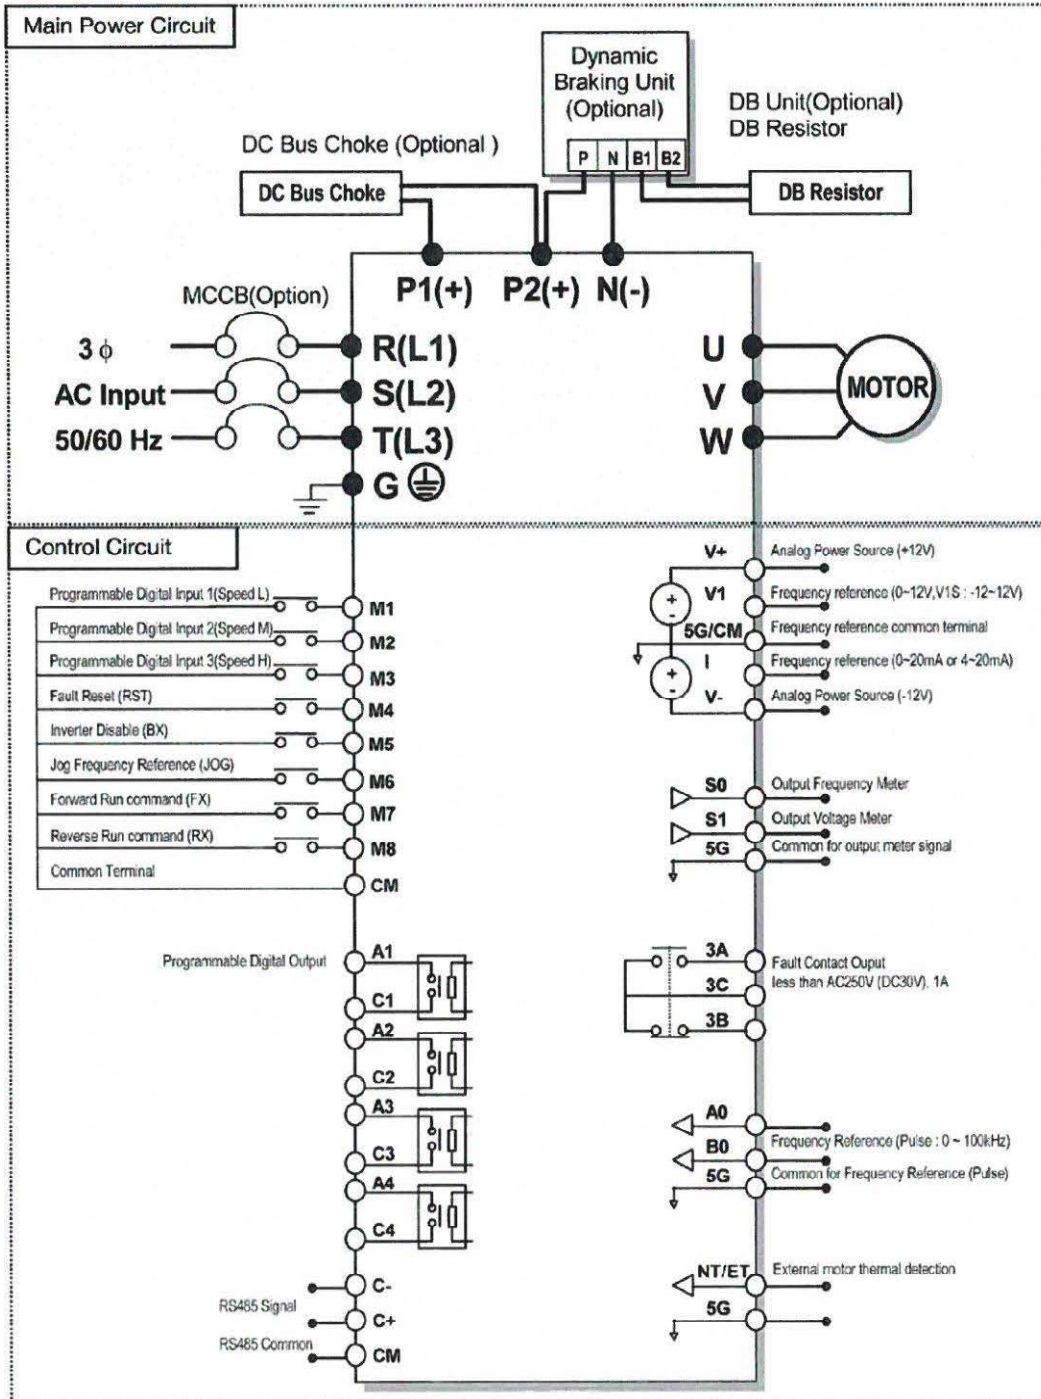 Main Power Circuit
Dynamic
Braking Unit
(Optional)
P N B1 B2
DB Unit(Optional)
DB Resistor
DC Bus Choke (Optional )
DC Bus Choke
DB Resistor
P1(+) P2(+) N(-)
MCCB(Option)
3 ϕ
R(L1)
U
AC Input
S(L2)
V
MOTOR
50/60 Hz
T(L3)
W
G
Control Circuit
Programmable Digital Input 1(Speed L)
M1
Programmable Digital Input 2(Speed M)
M2
Programmable Digital Input 3(Speed H)
M3
Fault Reset (RST)
M4
Inverter Disable (BX)
M5
Jog Frequency Reference (JOG)
M6
Forward Run command (FX)
M7
Reverse Run command (RX)
M8
Common Terminal
CM
V+
Analog Power Source (+12V)
+
-
V1
Frequency reference (0~12V,V1S : -12~12V)
5G/CM
Frequency reference common terminal
+
-
I
Frequency reference (0~20mA or 4~20mA)
V-
Analog Power Source (-12V)
S0
Output Frequency Meter
S1
Output Voltage Meter
5G
Common for output meter signal
Programmable Digital Output
A1
C1
A2
C2
A3
C3
A4
C4
3A
Fault Contact Ouput
less than AC250V (DC30V), 1A
3C
3B
A0
B0
Frequency Reference (Pulse : 0 ~ 100kHz)
5G
Common for Frequency Reference (Pulse)
C-
RS485 Signal
C+
RS485 Common
CM
NT/ET
External motor thermal detection
5G